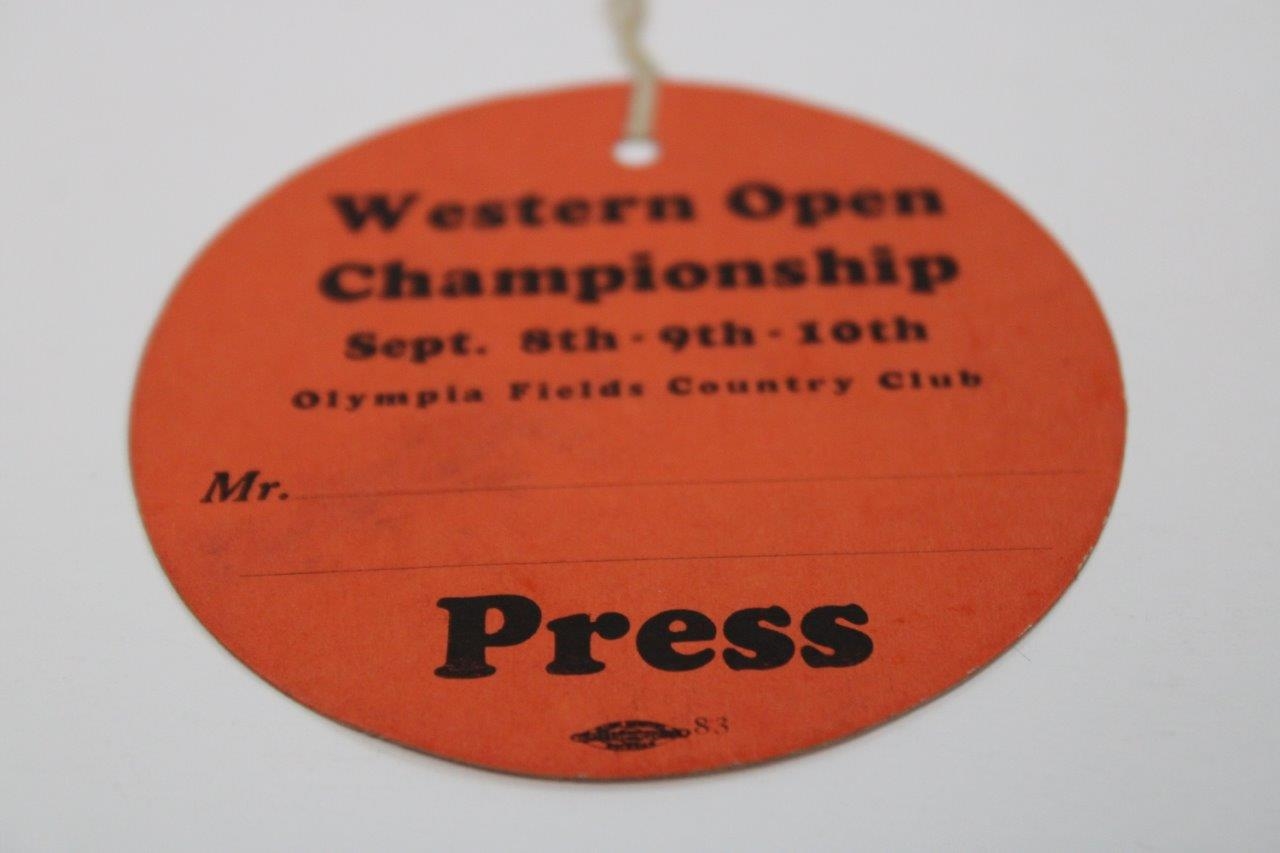 Western Open
Championship
Sept. 8th - 9th - 10th
Olympia Fields Country Club
Mr.
Press
83